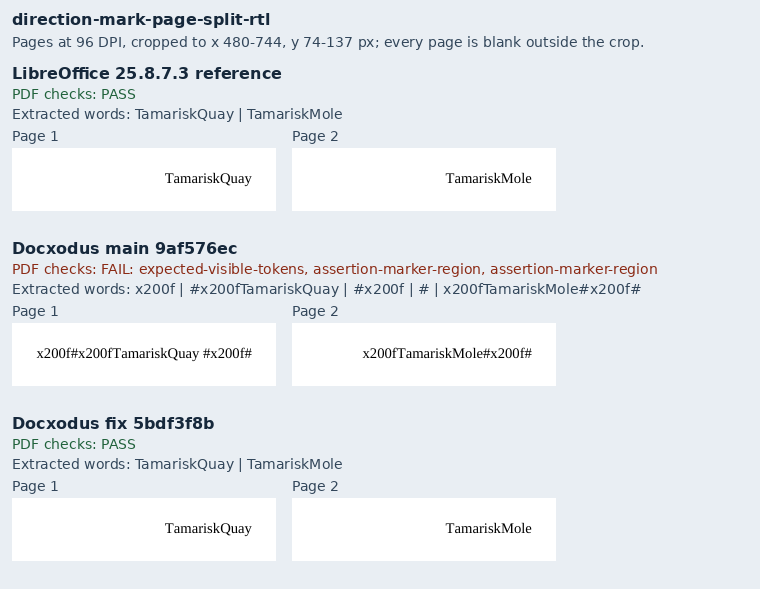 direction-mark-page-split-rtl
Pages at 96 DPI, cropped to x 480-744, y 74-137 px; every page is blank outside the crop.
LibreOffice 25.8.7.3 reference
PDF checks: PASS
Extracted words: TamariskQuay | TamariskMole
Page 1 Page 2
TamariskQuay TamariskMole
Docxodus main 9af576ec
PDF checks: FAIL: expected-visible-tokens, assertion-marker-region, assertion-marker-region
Extracted words: x200f | #x200fTamariskQuay | #x200f | # | x200fTamariskMole#x200f#
Page 1 Page 2
x200f#x200fTamariskQuay #x200f# x200fTamariskMole#x200f#
Docxodus fix 5bdf3f8b
PDF checks: PASS
Extracted words: TamariskQuay | TamariskMole
Page 1 Page 2
TamariskQuay TamariskMole